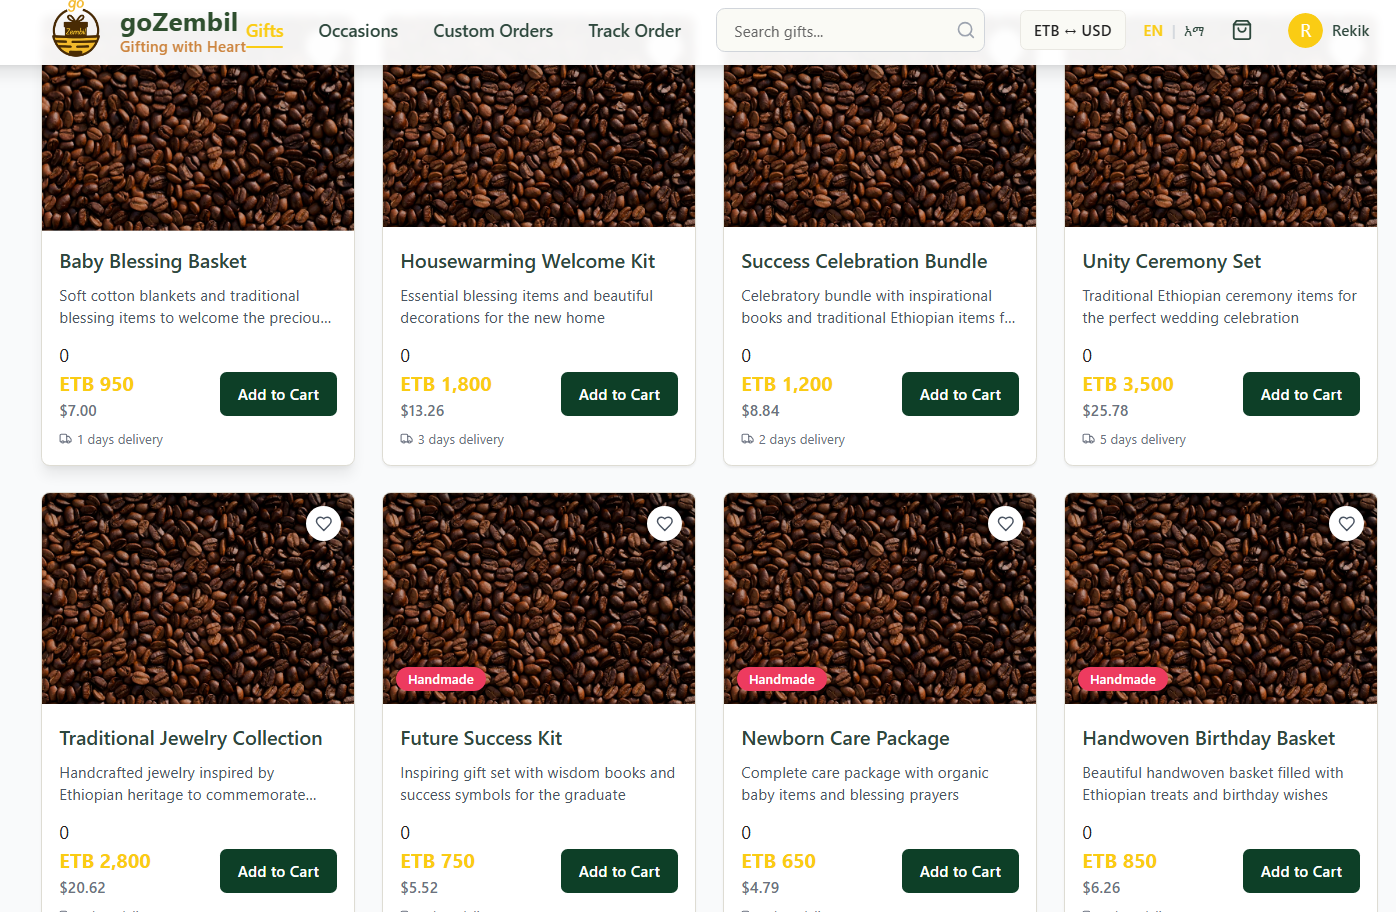 go
Zembil
goZembil
Gifting with Heart
Gifts
Occasions
Custom Orders
Track Order
Search gifts...
ETB ↔ USD
EN | አማ
R
Rekik
Baby Blessing Basket
Soft cotton blankets and traditional
blessing items to welcome the preciou...
0
ETB 950
$7.00
Add to Cart
1 days delivery
Housewarming Welcome Kit
Essential blessing items and beautiful
decorations for the new home
0
ETB 1,800
$13.26
Add to Cart
3 days delivery
Success Celebration Bundle
Celebratory bundle with inspirational
books and traditional Ethiopian items f...
0
ETB 1,200
$8.84
Add to Cart
2 days delivery
Unity Ceremony Set
Traditional Ethiopian ceremony items for
the perfect wedding celebration
0
ETB 3,500
$25.78
Add to Cart
5 days delivery
Traditional Jewelry Collection
Handcrafted jewelry inspired by
Ethiopian heritage to commemorate...
0
ETB 2,800
$20.62
Add to Cart
Handmade
Future Success Kit
Inspiring gift set with wisdom books and
success symbols for the graduate
0
ETB 750
$5.52
Add to Cart
Handmade
Newborn Care Package
Complete care package with organic
baby items and blessing prayers
0
ETB 650
$4.79
Add to Cart
Handmade
Handwoven Birthday Basket
Beautiful handwoven basket filled with
Ethiopian treats and birthday wishes
0
ETB 850
$6.26
Add to Cart